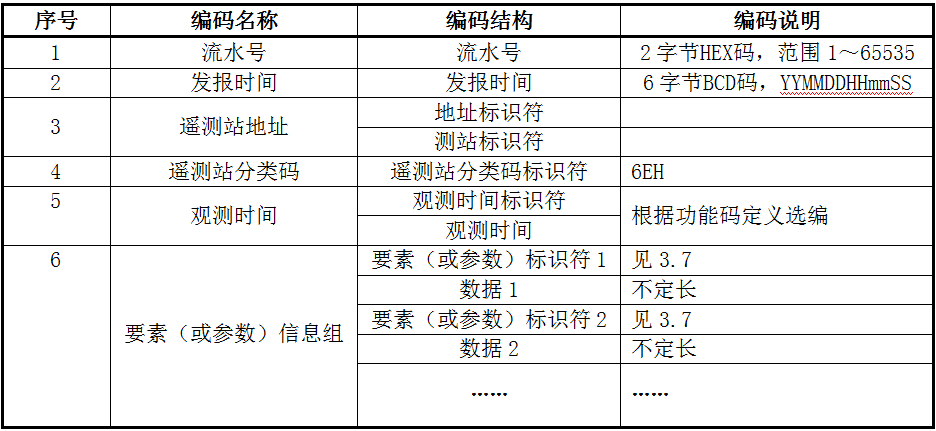 序号 编码名称 编码结构 编码说明
1 流水号 流水号 2字节HEX码，范围1～65535
2 发报时间 发报时间 6字节BCD码，YYMMDDHHmmSS
3 遥测站地址 地址标识符
测站标识符
4 遥测站分类码 遥测站分类码标识符 6EH
5 观测时间 观测时间标识符 根据功能码定义选编
观测时间
6 要素（或参数）信息组 要素（或参数）标识符1 见3.7
数据1 不定长
要素（或参数）标识符2 见3.7
数据2 不定长
…… ……